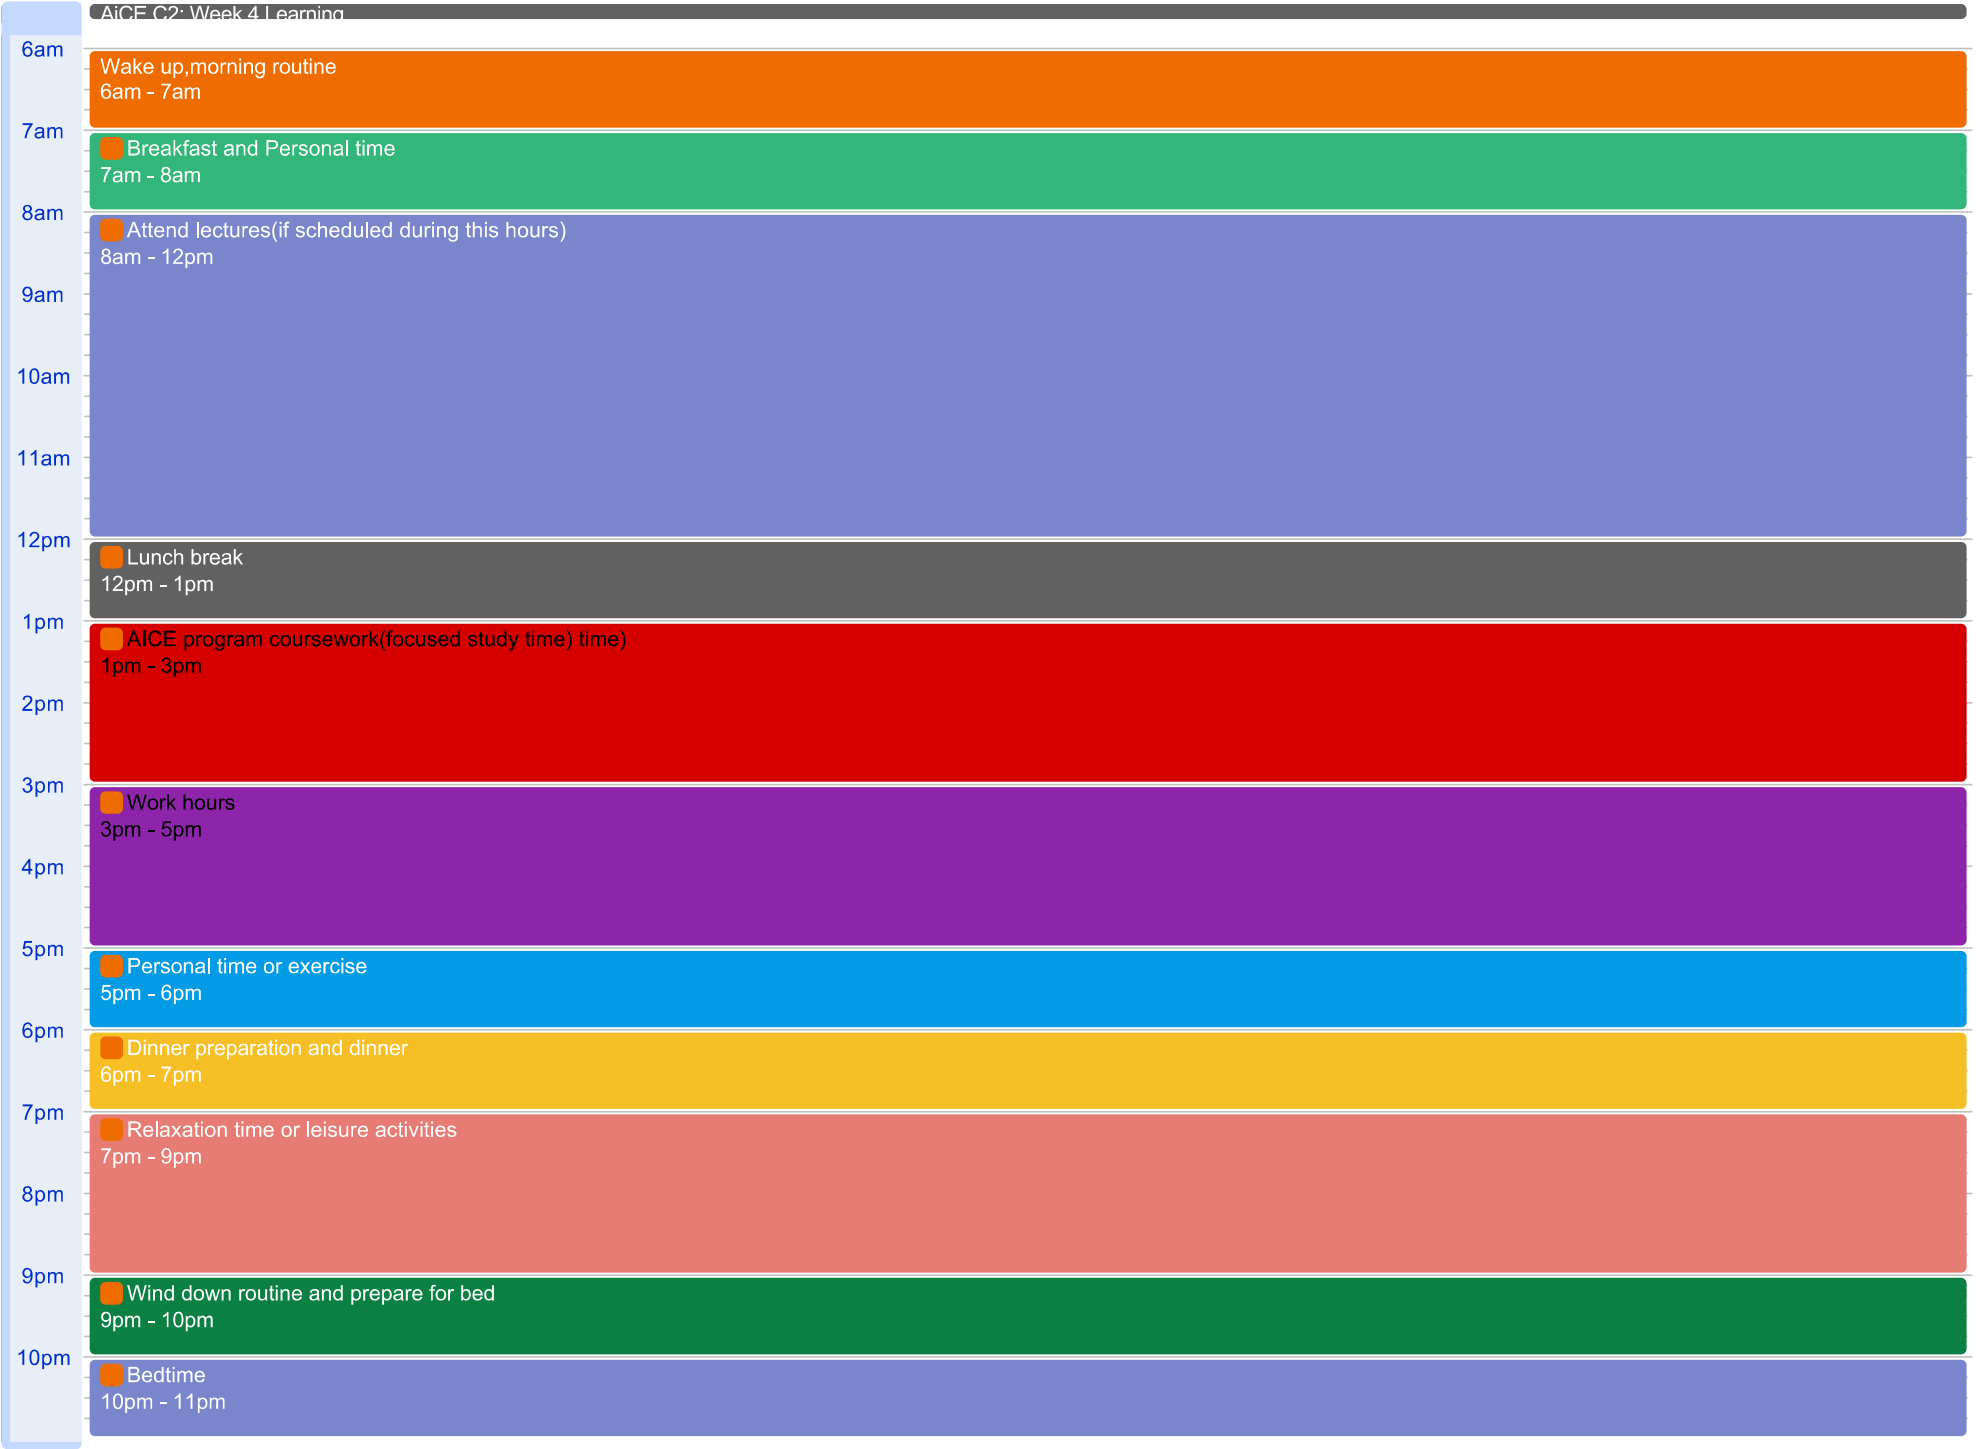 AiCE C2: Week 4 Learning
6am
Wake up,morning routine
6am - 7am
7am
Breakfast and Personal time
7am - 8am
8am
Attend lectures(if scheduled during this hours)
8am - 12pm
9am
10am
11am
12pm
Lunch break
12pm - 1pm
1pm
AICE program coursework(focused study time) time)
1pm - 3pm
2pm
3pm
Work hours
3pm - 5pm
4pm
5pm
Personal time or exercise
5pm - 6pm
6pm
Dinner preparation and dinner
6pm - 7pm
7pm
Relaxation time or leisure activities
7pm - 9pm
8pm
9pm
Wind down routine and prepare for bed
9pm - 10pm
10pm
Bedtime
10pm - 11pm